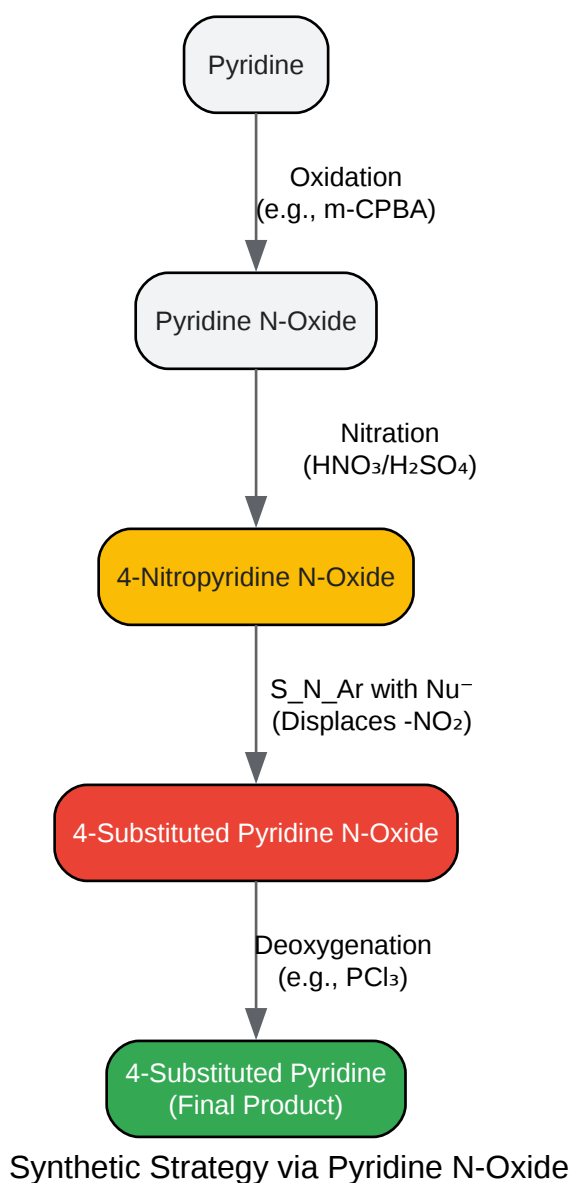 Pyridine
Oxidation
(e.g., m-CPBA)
Pyridine N-Oxide
Nitration
(HNO₃/H₂SO₄)
4-Nitropyridine N-Oxide
S_N_Ar with Nu⁻
(Displaces -NO₂)
4-Substituted Pyridine N-Oxide
Deoxygenation
(e.g., PCl₃)
4-Substituted Pyridine
(Final Product)
Synthetic Strategy via Pyridine N-Oxide